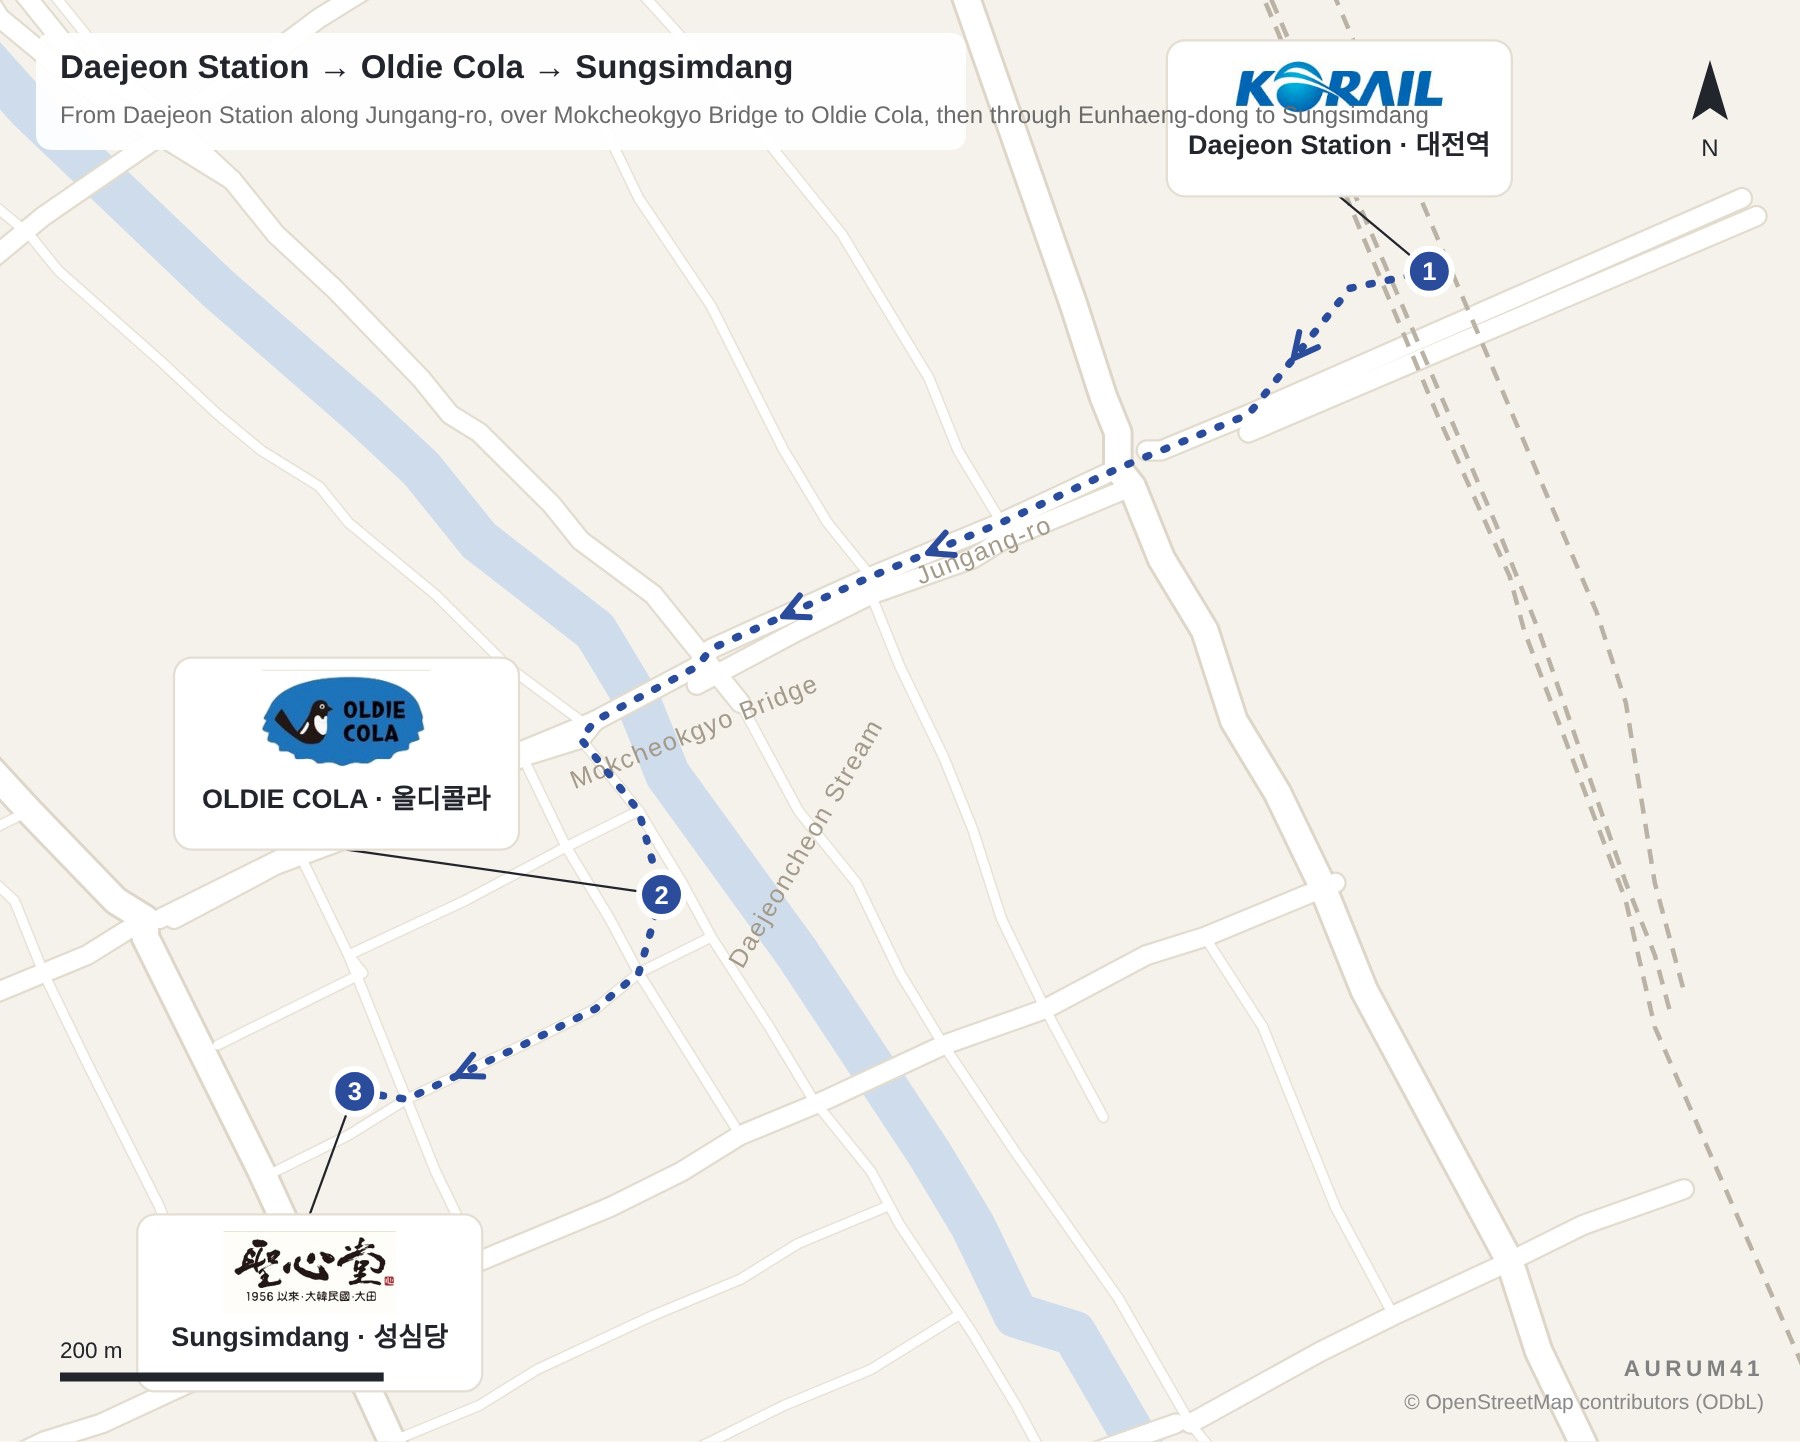 Daejeon Station → Oldie Cola → Sungsimdang
From Daejeon Station along Jungang-ro, over Mokcheokgyo Bridge to Oldie Cola, then through Eunhaeng-dong to Sungsimdang
KORAIL
Daejeon Station · 대전역
N
1
Jungang-ro
Mokcheokgyo Bridge
Daejeoncheon Stream
OLDIE
COLA
OLDIE COLA · 올디콜라
2
3
聖心堂
1956 以來·大韓民國·大田
Sungsimdang · 성심당
200 m
AURUM41
© OpenStreetMap contributors (ODbL)